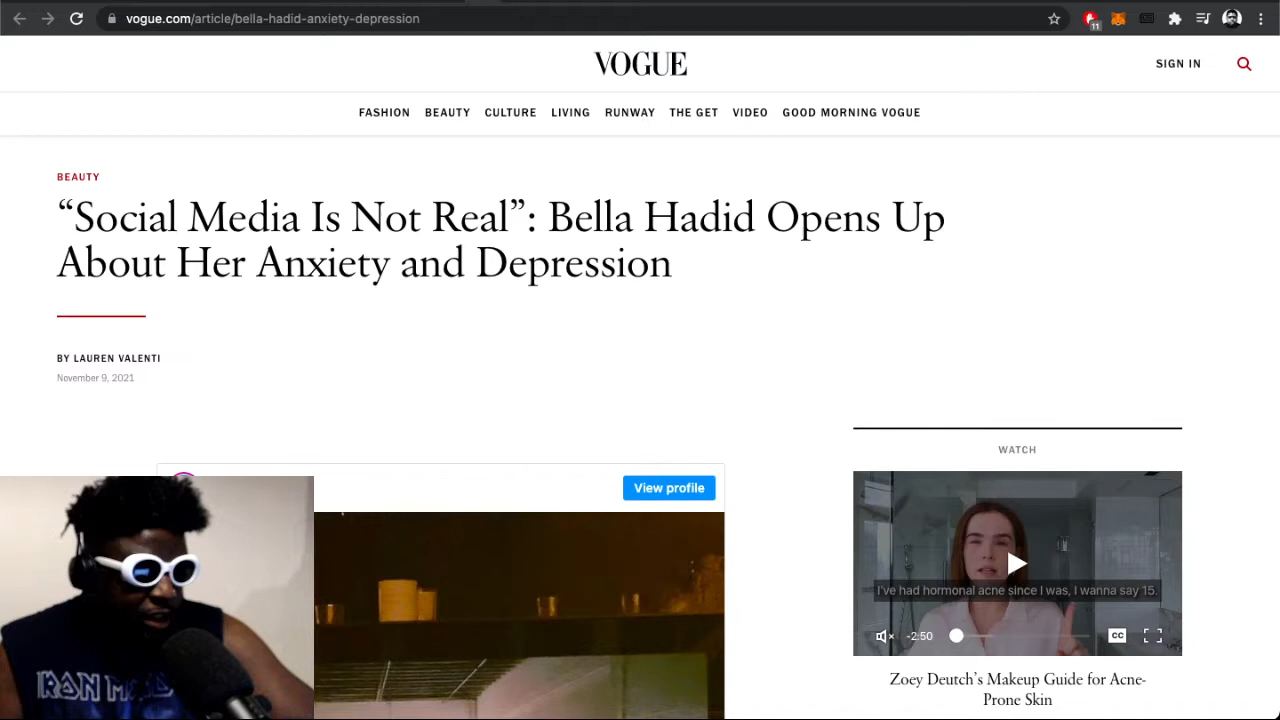 vogue.com/article/bella-hadid-anxiety-depression
11
VOGUE
SIGN IN
FASHION BEAUTY CULTURE LIVING RUNWAY THE GET VIDEO GOOD MORNING VOGUE
BEAUTY
“Social Media Is Not Real”: Bella Hadid Opens Up
About Her Anxiety and Depression
BY LAUREN VALENTI
November 9, 2021
View profile
WATCH
I've had hormonal acne since I was, I wanna say 15.
-2:50
CC
Zoey Deutch’s Makeup Guide for Acne-
Prone Skin
IRON MAIDEN